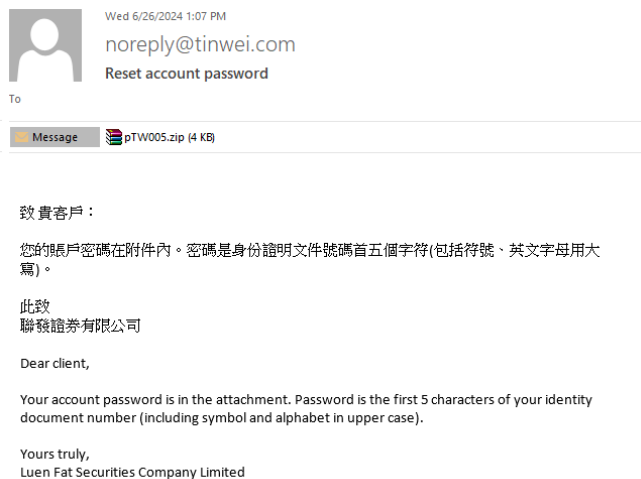 Wed 6/26/2024 1:07 PM
noreply@tinwei.com
Reset account password
To
Message pTW005.zip (4 KB)
致 貴客戶：
您的賬戶密碼在附件內。密碼是身份證明文件號碼首五個字符(包括符號、英文字母用大
寫)。
此致
聯發證券有限公司
Dear client,
Your account password is in the attachment. Password is the first 5 characters of your identity
document number (including symbol and alphabet in upper case).
Yours truly,
Luen Fat Securities Company Limited